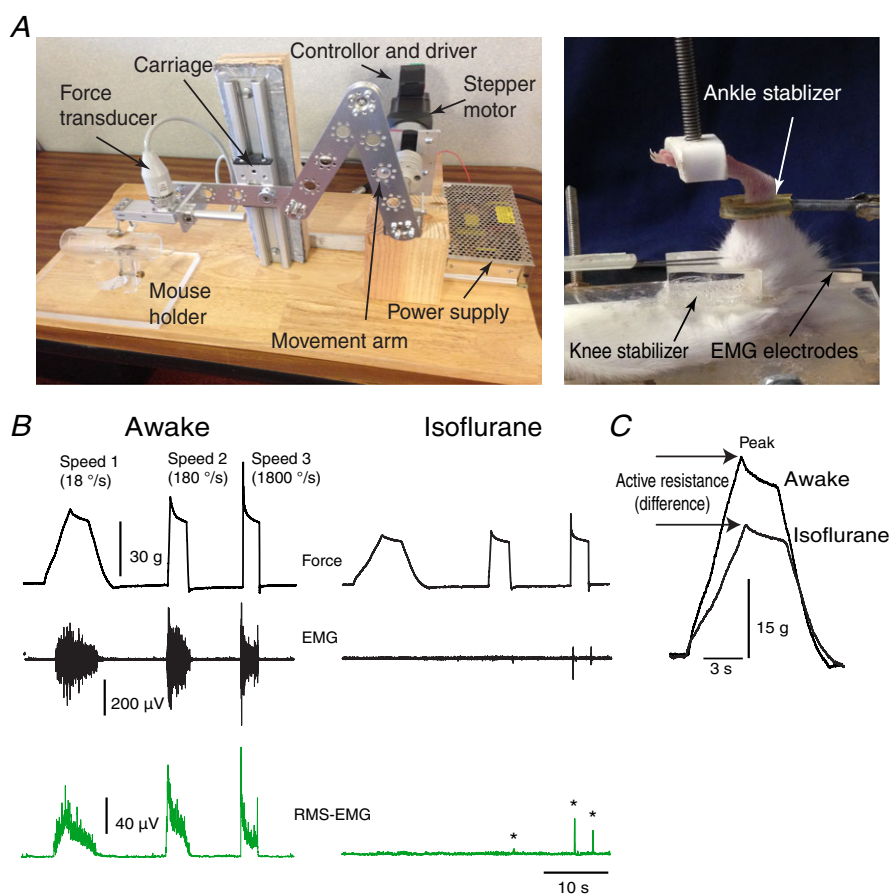 A
Controllor and driver
Carriage
Stepper
motor
Force
transducer
Mouse
holder
Power supply
Movement arm
Ankle stablizer
Knee stabilizer
EMG electrodes
B
Awake
Isoflurane
Speed 1
(18 °/s)
Speed 2
(180 °/s)
Speed 3
(1800 °/s)
30 g
Force
EMG
200 µV
40 µV
RMS-EMG
*
*
*
10 s
C
Peak
Active resistance
(difference)
Awake
Isoflurane
15 g
3 s